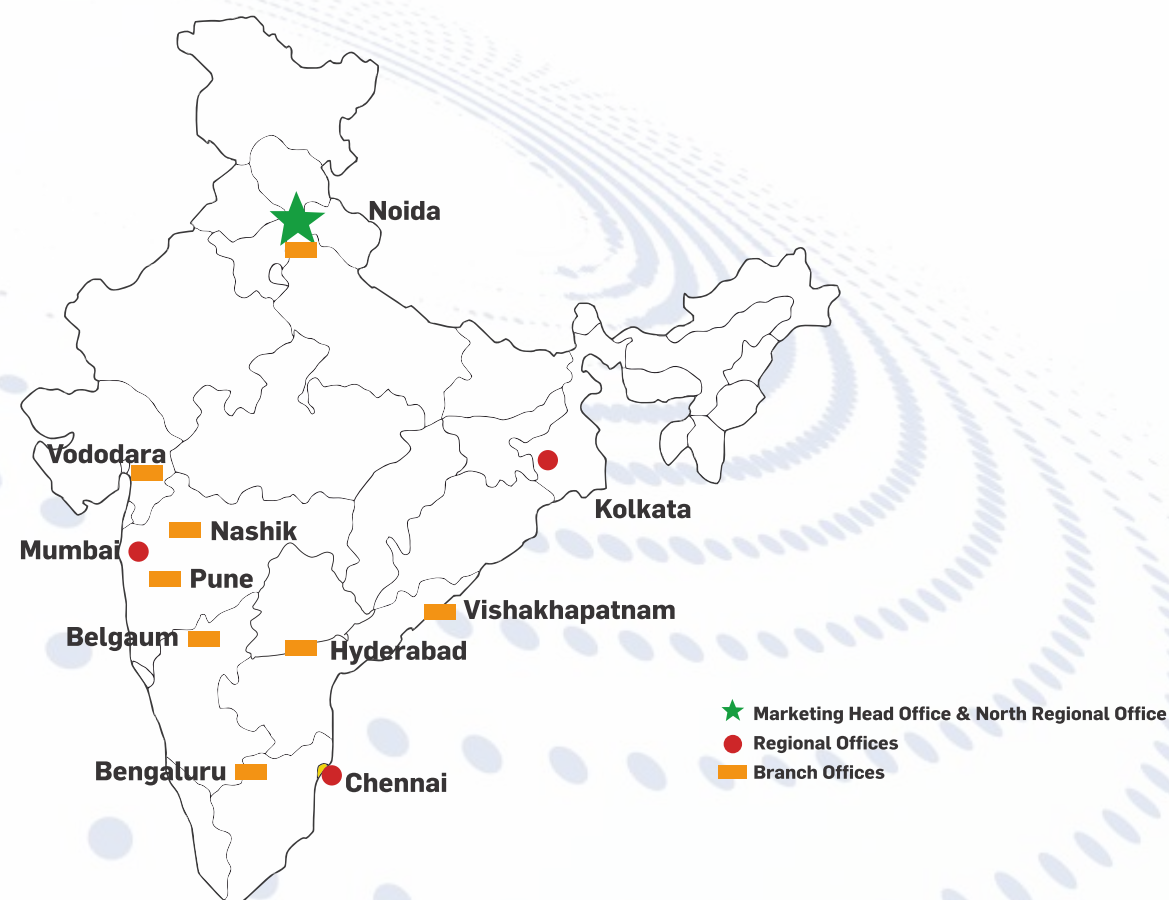 Noida
Vododara
Kolkata
Nashik
Mumbai
Pune
Vishakhapatnam
Belgaum
Hyderabad
Marketing Head Office & North Regional Office
Regional Offices
Bengaluru
Branch Offices
Chennai